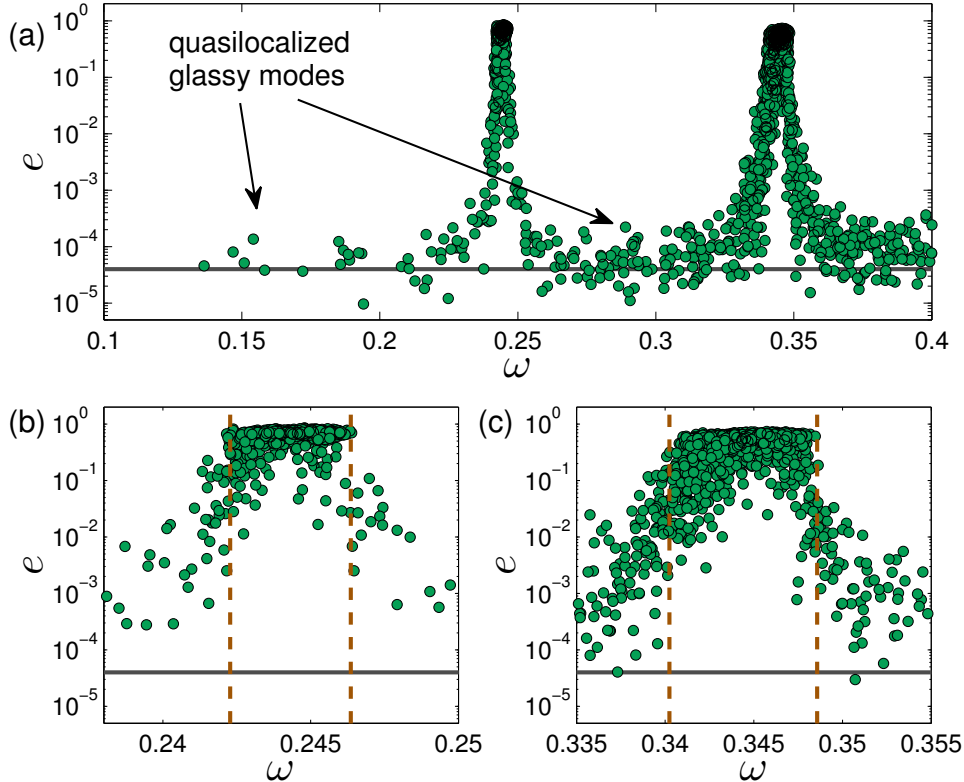 (a)
quasilocalized
glassy modes
e
10^0
10^-1
10^-2
10^-3
10^-4
10^-5
0.1 0.15 0.2 0.25 0.3 0.35 0.4
ω
(b)
e
10^0
10^-1
10^-2
10^-3
10^-4
10^-5
0.24 0.245 0.25
ω
(c)
e
10^0
10^-1
10^-2
10^-3
10^-4
10^-5
0.335 0.34 0.345 0.35 0.355
ω